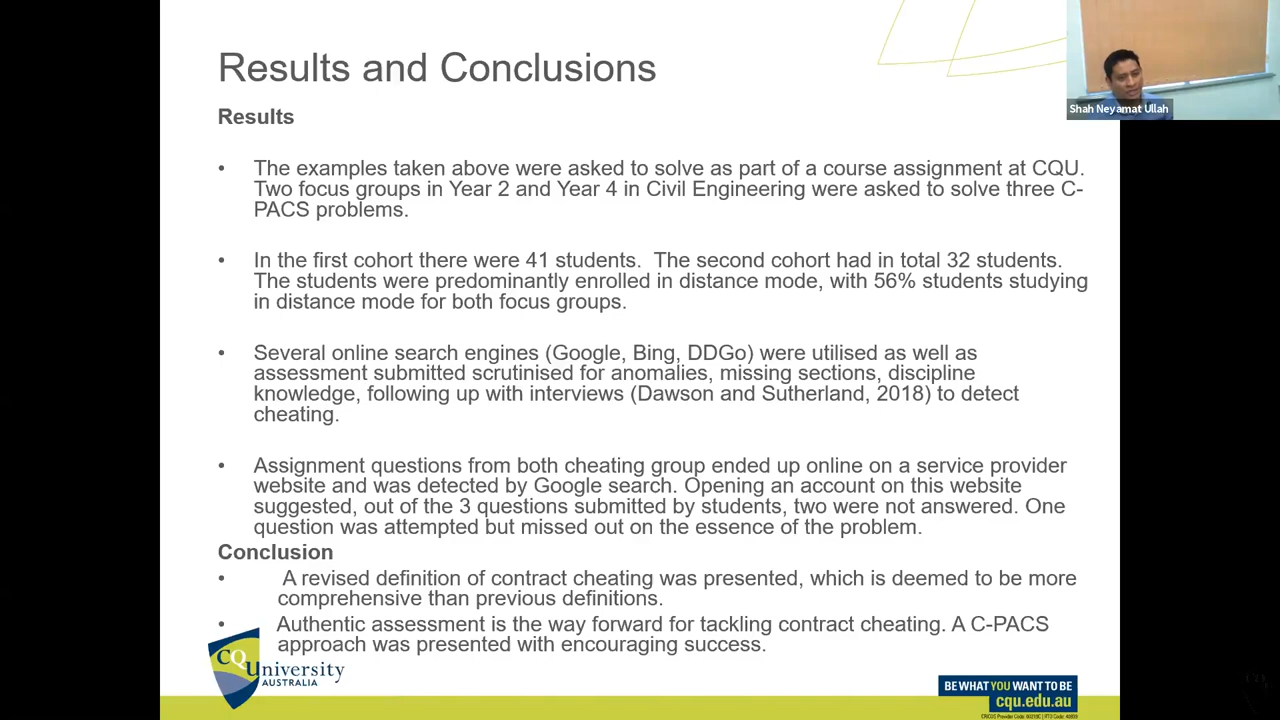 Results and Conclusions
Shah Neyamat Ullah
Results
• The examples taken above were asked to solve as part of a course assignment at CQU.
Two focus groups in Year 2 and Year 4 in Civil Engineering were asked to solve three C-
PACS problems.
• In the first cohort there were 41 students. The second cohort had in total 32 students.
The students were predominantly enrolled in distance mode, with 56% students studying
in distance mode for both focus groups.
• Several online search engines (Google, Bing, DDGo) were utilised as well as
assessment submitted scrutinised for anomalies, missing sections, discipline
knowledge, following up with interviews (Dawson and Sutherland, 2018) to detect
cheating.
• Assignment questions from both cheating group ended up online on a service provider
website and was detected by Google search. Opening an account on this website
suggested, out of the 3 questions submitted by students, two were not answered. One
question was attempted but missed out on the essence of the problem.
Conclusion
• A revised definition of contract cheating was presented, which is deemed to be more
comprehensive than previous definitions.
• Authentic assessment is the way forward for tackling contract cheating. A C-PACS
approach was presented with encouraging success.
CQUniversity
AUSTRALIA
BE WHAT YOU WANT TO BE
cqu.edu.au